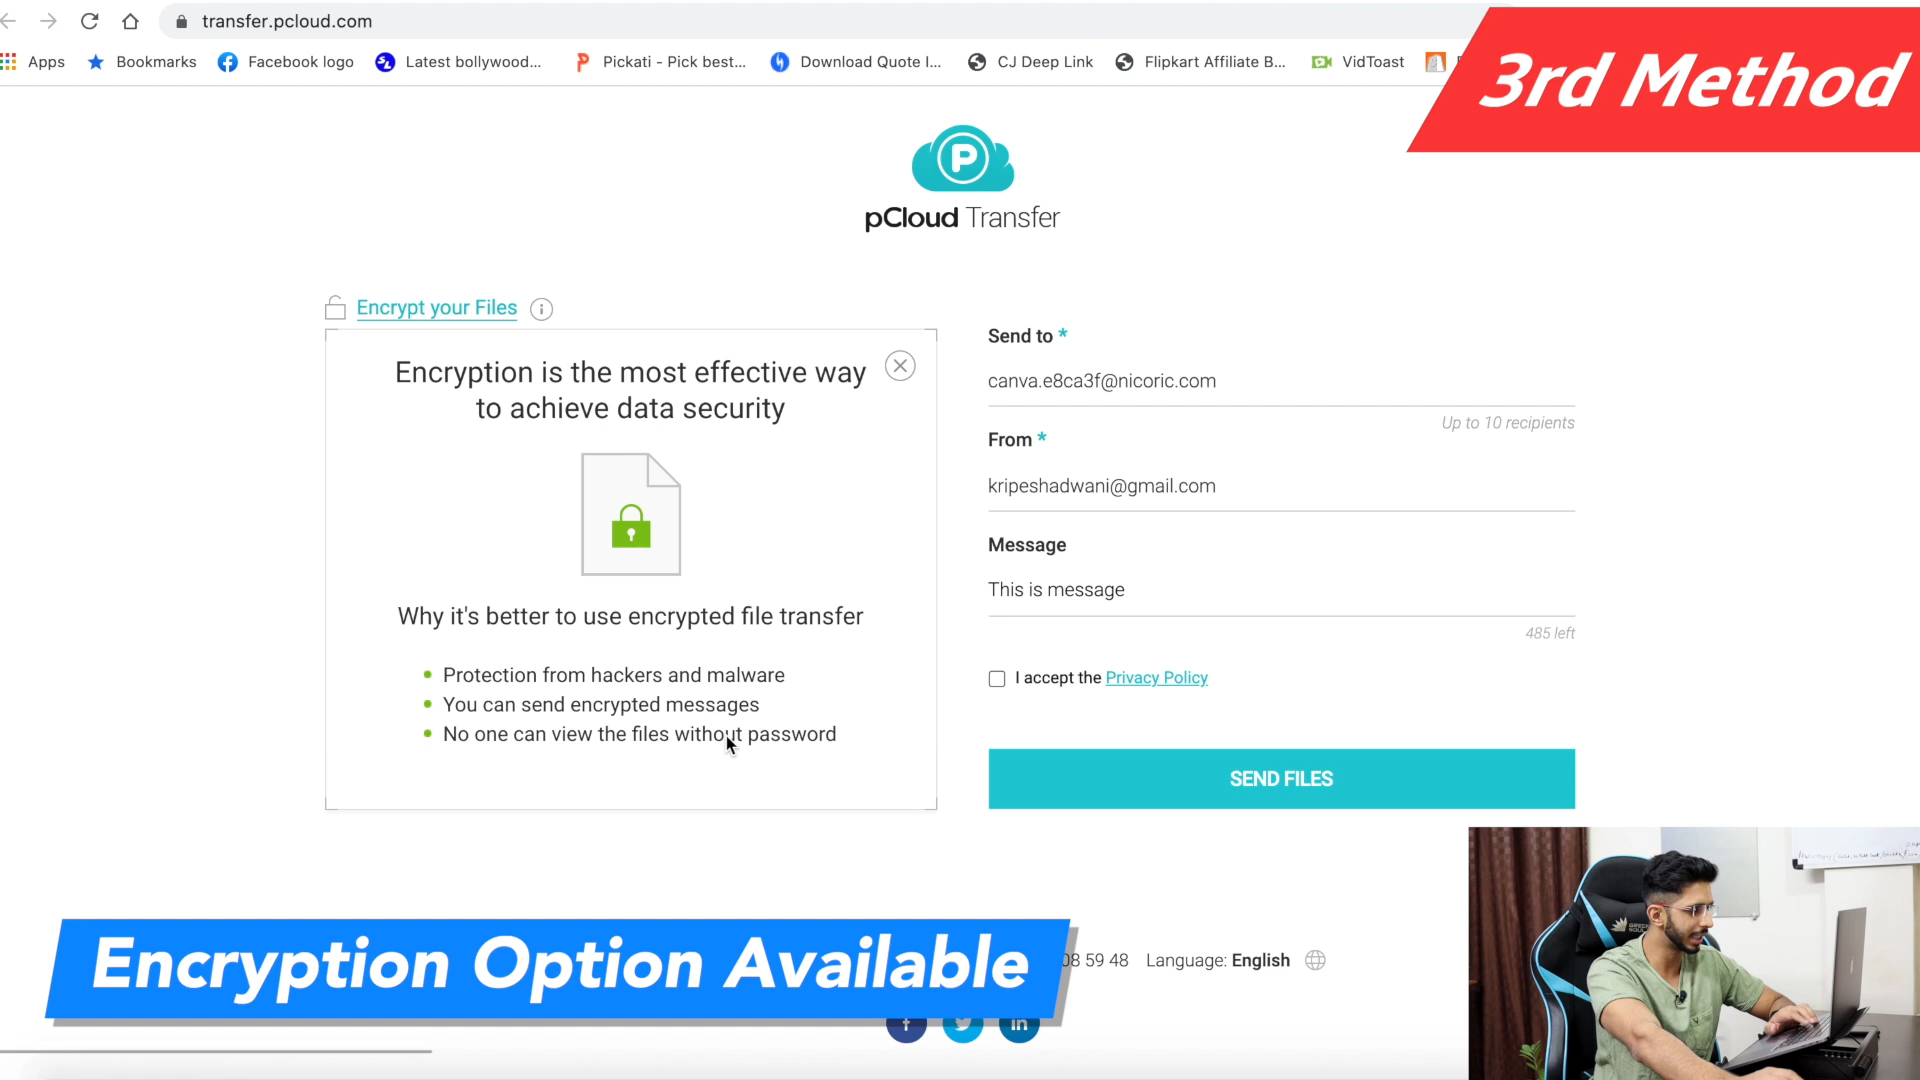 transfer.pcloud.com
Apps
Bookmarks
Facebook logo
Latest bollywood...
Pickati - Pick best...
Download Quote I...
CJ Deep Link
Flipkart Affiliate B...
VidToast
3rd Method
P
pCloud Transfer
Encrypt your Files
Encryption is the most effective way
to achieve data security
Why it's better to use encrypted file transfer
Protection from hackers and malware
You can send encrypted messages
No one can view the files without password
Send to *
canva.e8ca3f@nicoric.com
Up to 10 recipients
From *
kripeshadwani@gmail.com
Message
This is message
485 left
I accept the Privacy Policy
SEND FILES
Encryption Option Available
08 59 48
Language: English